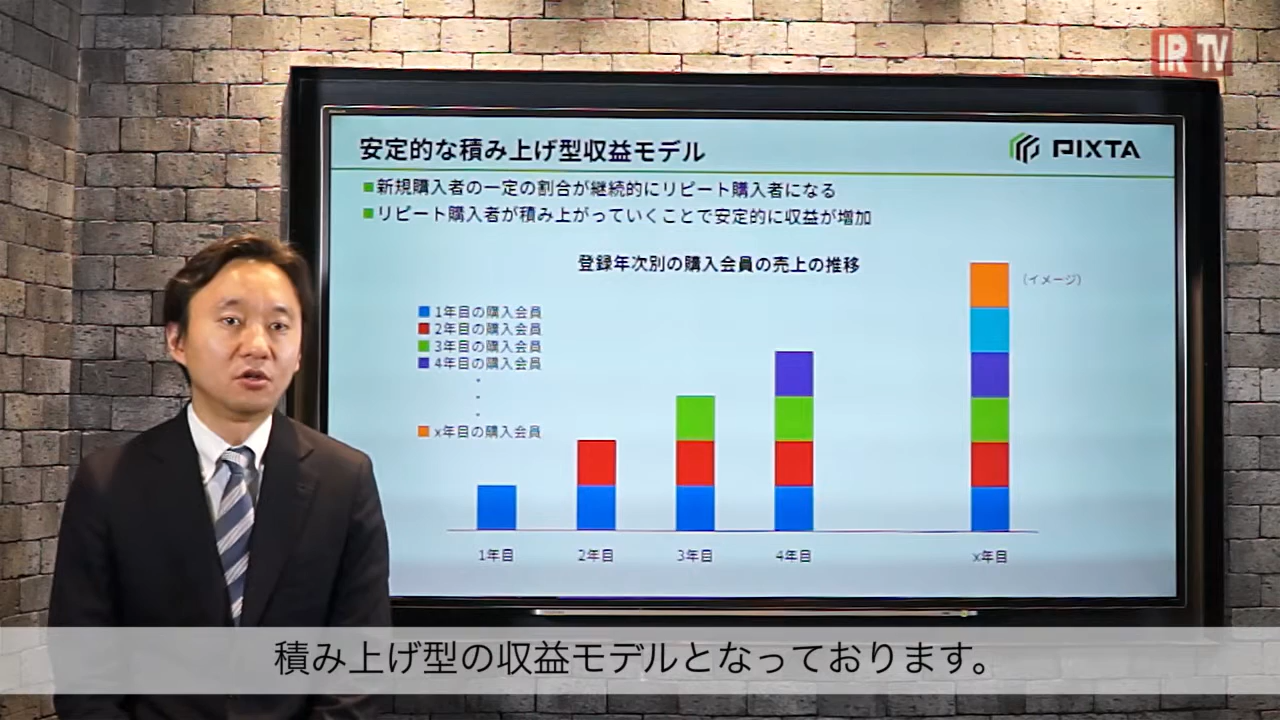 IR TV
安定的な積み上げ型収益モデル
PIXTA
■新規購入者の一定の割合が継続的にリピート購入者になる
■リピート購入者が積み上がっていくことで安定的に収益が増加
登録年次別の購入会員の売上の推移
(イメージ)
1年目の購入会員
2年目の購入会員
3年目の購入会員
4年目の購入会員
x年目の購入会員
1年目
2年目
3年目
4年目
x年目
積み上げ型の収益モデルとなっております。